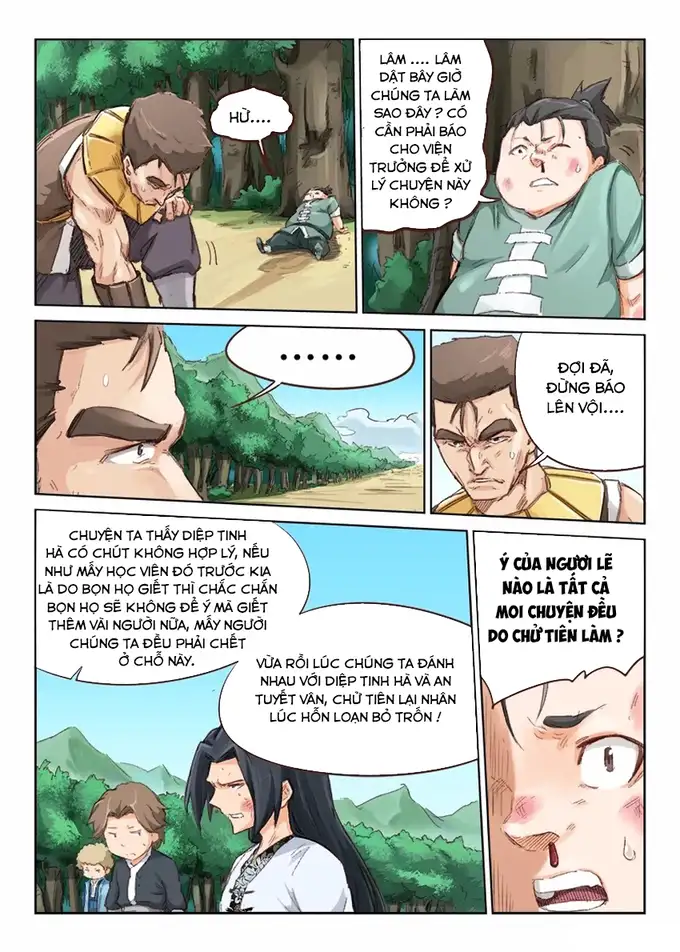 HỪ....
LÂM .... LÂM
DẬT BÂY GIỜ
CHÚNG TA LÀM
SAO ĐÂY ? CÓ
CẦN PHẢI BÁO
CHO VIỆN
TRƯỞNG ĐỂ XỬ
LÝ CHUYỆN NÀY
KHÔNG ?
......
ĐỢI ĐÃ,
ĐỪNG BÁO
LÊN VỘI....
CHUYỆN TA THẤY DIỆP TINH
HÀ CÓ CHÚT KHÔNG HỢP LÝ, NẾU
NHƯ MẤY HỌC VIÊN ĐÓ TRƯỚC KIA
LÀ DO BỌN HỌ GIẾT THÌ CHẮC CHẮN
BỌN HỌ SẼ KHÔNG ĐỂ Ý MÀ GIẾT
THÊM VÀI NGƯỜI NỮA, MẤY NGƯỜI
CHÚNG TA ĐỀU PHẢI CHẾT
Ở CHỖ NÀY.
VỪA RỒI LÚC CHÚNG TA ĐÁNH
NHAU VỚI DIỆP TINH HÀ VÀ AN
TUYẾT VÂN, CHỬ TIÊN LẠI NHÂN
LÚC HỖN LOẠN BỎ TRỐN !
Ý CỦA NGƯƠI LẼ
NÀO LÀ TẤT CẢ
MOI CHUYỆN ĐỀU
DO CHỬ TIÊN LÀM ?